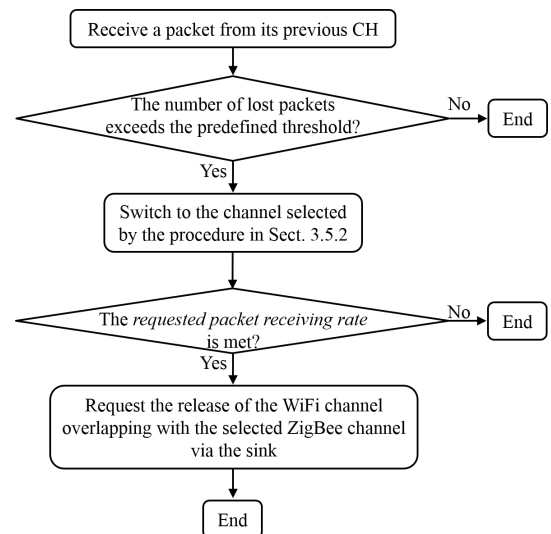 Receive a packet from its previous CH
The number of lost packets
exceeds the predefined threshold?
No
End
Yes
Switch to the channel selected
by the procedure in Sect. 3.5.2
The requested packet receiving rate
is met?
No
End
Yes
Request the release of the WiFi channel
overlapping with the selected ZigBee channel
via the sink
End